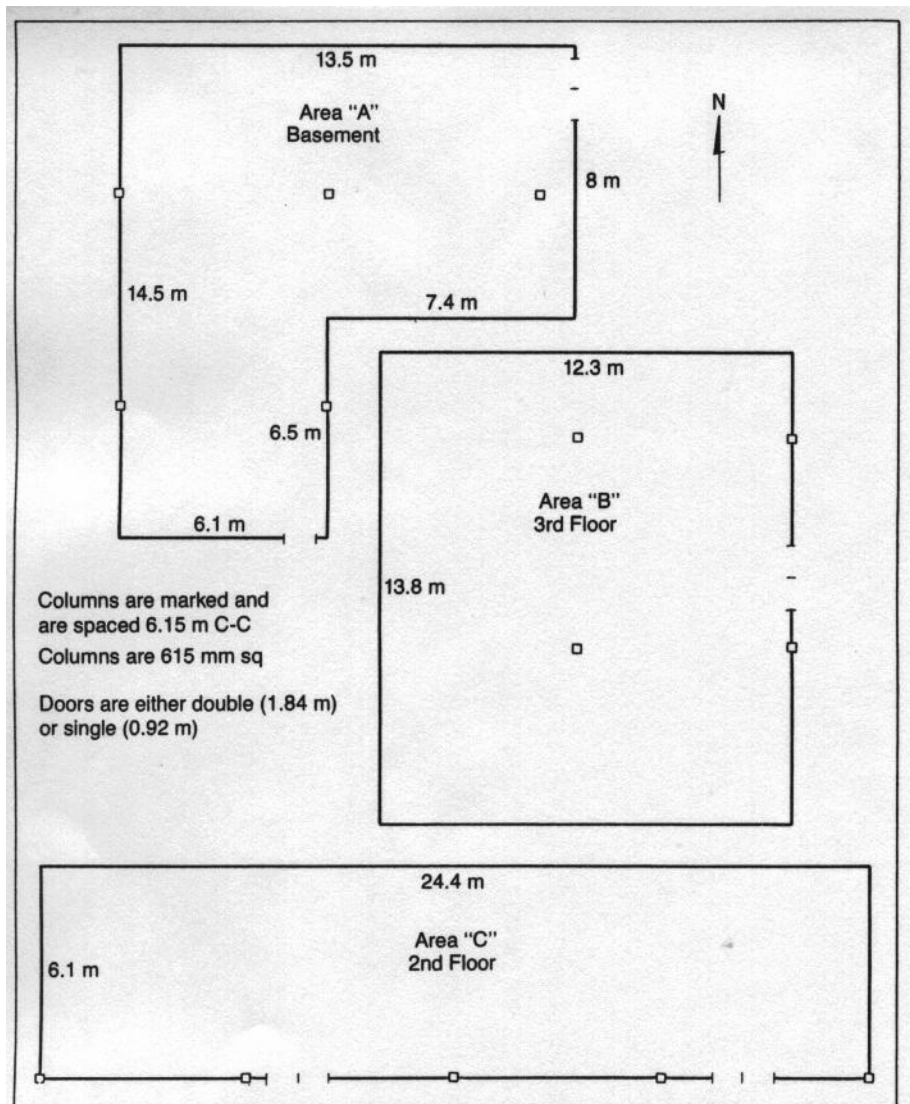 13.5 m
Area "A"
Basement
N
8 m
14.5 m
7.4 m
12.3 m
6.5 m
Area "B"
3rd Floor
6.1 m
13.8 m
Columns are marked and
are spaced 6.15 m C-C
Columns are 615 mm sq
Doors are either double (1.84 m)
or single (0.92 m)
24.4 m
Area "C"
2nd Floor
6.1 m